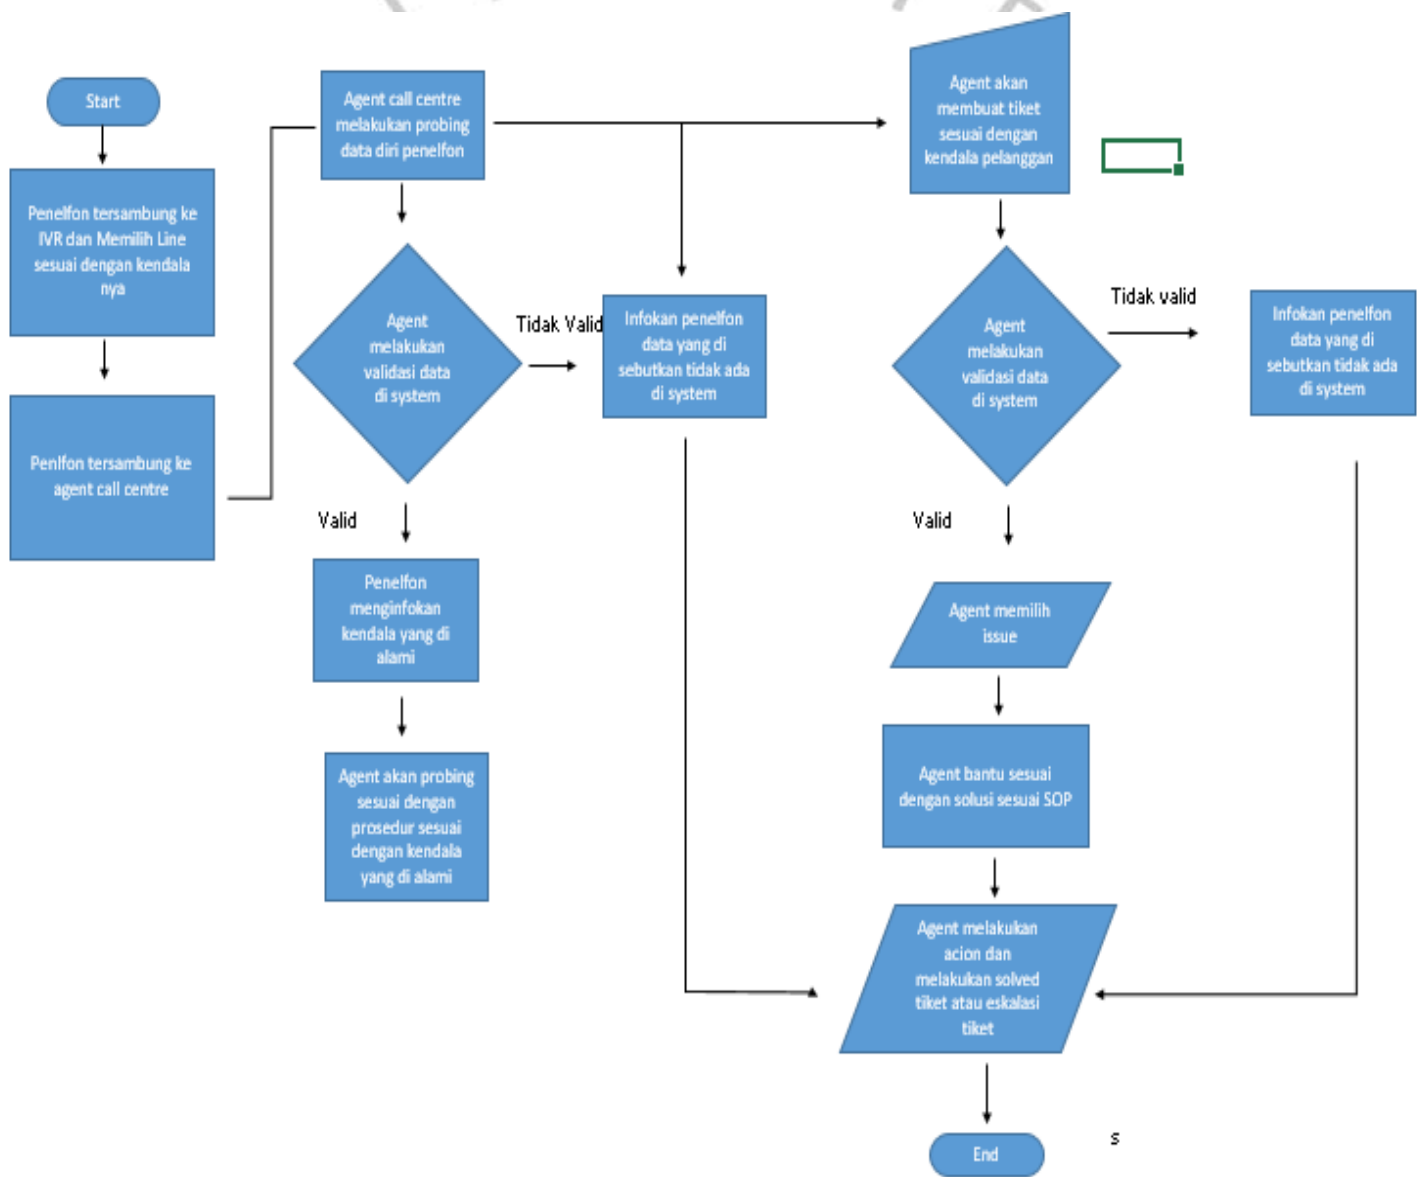 Start
Penelfon tersambung ke
IVR dan Memilih Line
sesuai dengan kendala
nya
Penlfon tersambung ke
agent call centre
Agent call centre
melakukan probing
data diri penelfon
Agent
melakukan
validasi data
di system
Tidak Valid
Infokan penelfon
data yang di
sebutkan tidak ada
di system
Valid
Penelfon
menginfokan
kendala yang di
alami
Agent akan probing
sesuai dengan
prosedur sesuai
dengan kendala
yang di alami
Agent akan
membuat tiket
sesuai dengan
kendala pelanggan
Agent
melakukan
validasi data
di system
Tidak valid
Infokan penelfon
data yang di
sebutkan tidak ada
di system
Valid
Agent memilih
issue
Agent bantu sesuai
dengan solusi sesuai SOP
Agent melakukan
acion dan
melakukan solved
tiket atau eskalasi
tiket
End
s